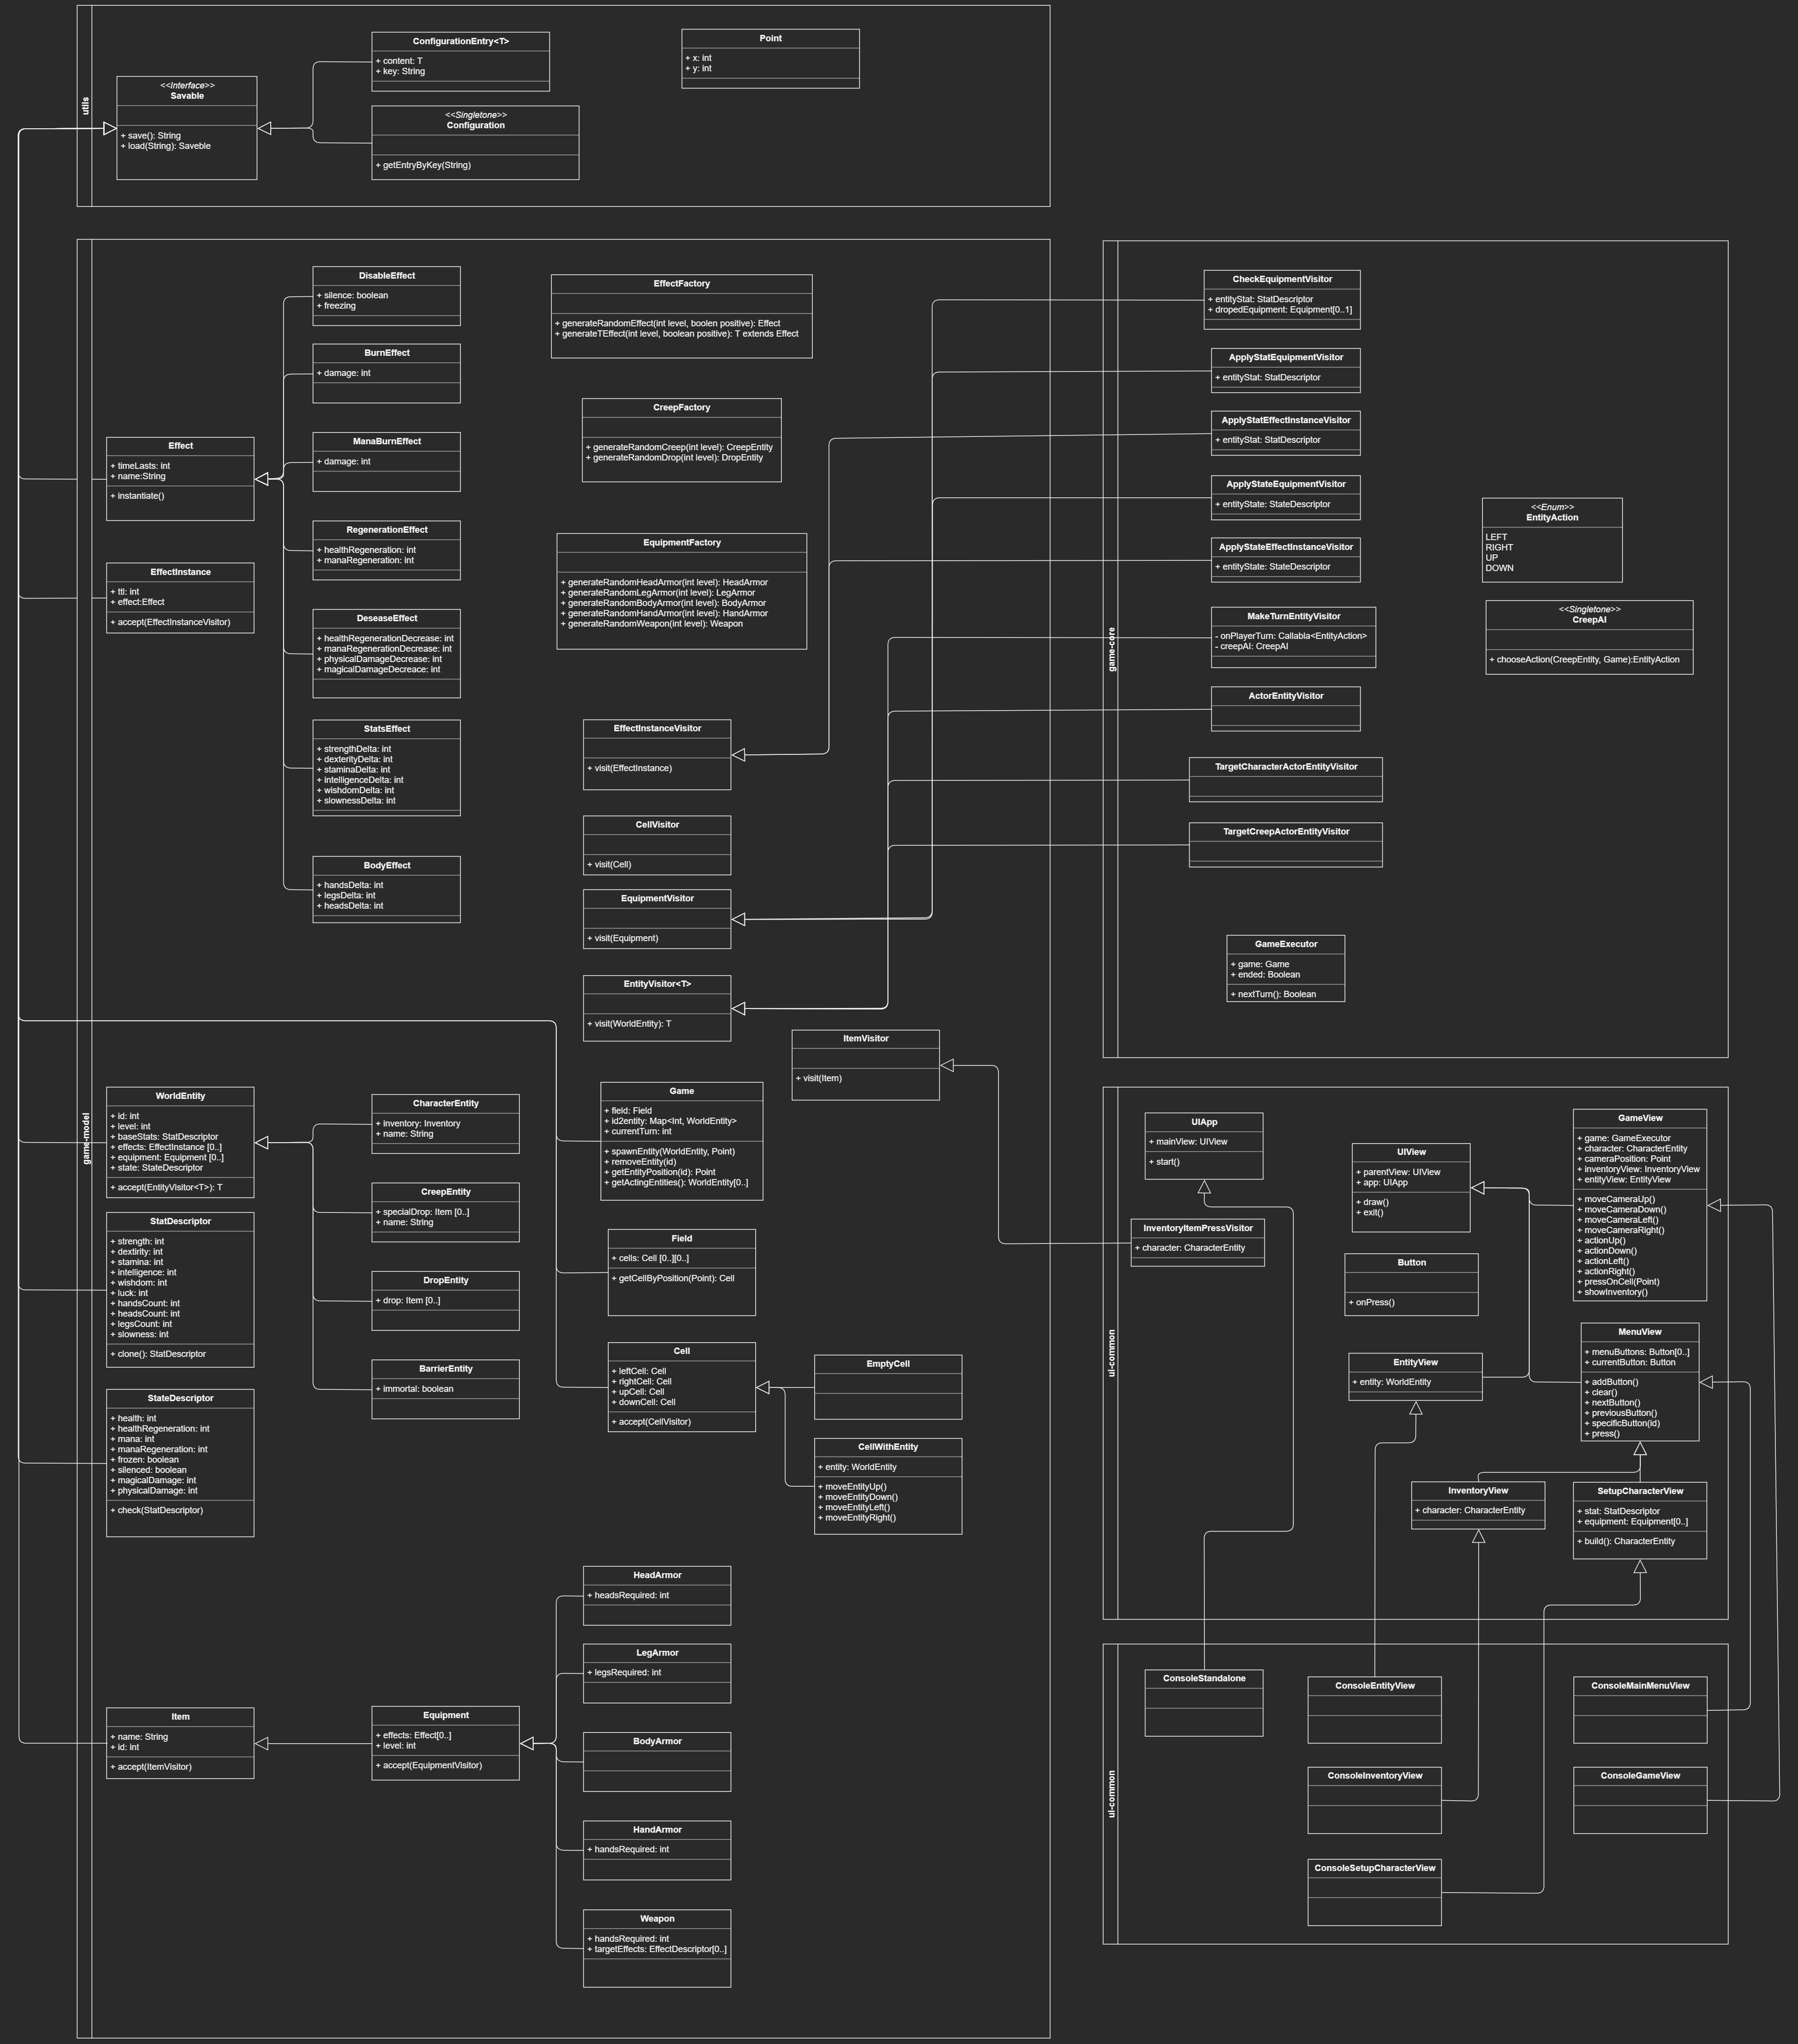 utils
<<Interface>>
Savable
+ save(): String
+ load(String): Saveble
ConfigurationEntry<T>
+ content: T
+ key: String
<<Singletone>>
Configuration
+ getEntryByKey(String)
Point
+ x: int
+ y: int
game-model
Effect
+ timeLasts: int
+ name:String
+ instantiate()
EffectInstance
+ ttl: int
+ effect:Effect
+ accept(EffectInstanceVisitor)
DisableEffect
+ silence: boolean
+ freezing
BurnEffect
+ damage: int
ManaBurnEffect
+ damage: int
RegenerationEffect
+ healthRegeneration: int
+ manaRegeneration: int
DeseaseEffect
+ healthRegenerationDecrease: int
+ manaRegenerationDecrease: int
+ physicalDamageDecrease: int
+ magicalDamageDecreace: int
StatsEffect
+ strengthDelta: int
+ dexterityDelta: int
+ staminaDelta: int
+ intelligenceDelta: int
+ wishdomDelta: int
+ slownessDelta: int
BodyEffect
+ handsDelta: int
+ legsDelta: int
+ headsDelta: int
EffectFactory
+ generateRandomEffect(int level, boolen positive): Effect
+ generateTEffect(int level, boolean positive): T extends Effect
CreepFactory
+ generateRandomCreep(int level): CreepEntity
+ generateRandomDrop(int level): DropEntity
EquipmentFactory
+ generateRandomHeadArmor(int level): HeadArmor
+ generateRandomLegArmor(int level): LegArmor
+ generateRandomBodyArmor(int level): BodyArmor
+ generateRandomHandArmor(int level): HandArmor
+ generateRandomWeapon(int level): Weapon
EffectInstanceVisitor
+ visit(EffectInstance)
CellVisitor
+ visit(Cell)
EquipmentVisitor
+ visit(Equipment)
EntityVisitor<T>
+ visit(WorldEntity): T
ItemVisitor
+ visit(Item)
WorldEntity
+ id: int
+ level: int
+ baseStats: StatDescriptor
+ effects: EffectInstance [0..]
+ equipment: Equipment [0..]
+ state: StateDescriptor
+ accept(EntityVisitor<T>): T
StatDescriptor
+ strength: int
+ dextirity: int
+ stamina: int
+ intelligence: int
+ wishdom: int
+ luck: int
+ handsCount: int
+ headsCount: int
+ legsCount: int
+ slowness: int
+ clone(): StatDescriptor
StateDescriptor
+ health: int
+ healthRegeneration: int
+ mana: int
+ manaRegeneration: int
+ frozen: boolean
+ silenced: boolean
+ magicalDamage: int
+ physicalDamage: int
+ check(StatDescriptor)
CharacterEntity
+ inventory: Inventory
+ name: String
CreepEntity
+ specialDrop: Item [0..]
+ name: String
DropEntity
+ drop: Item [0..]
BarrierEntity
+ immortal: boolean
Game
+ field: Field
+ id2entity: Map<Int, WorldEntity>
+ currentTurn: int
+ spawnEntity(WorldEntity, Point)
+ removeEntity(id)
+ getEntityPosition(id): Point
+ getActingEntities(): WorldEntity[0..]
Field
+ cells: Cell [0..][0..]
+ getCellByPosition(Point): Cell
Cell
+ leftCell: Cell
+ rightCell: Cell
+ upCell: Cell
+ downCell: Cell
+ accept(CellVisitor)
EmptyCell
CellWithEntity
+ entity: WorldEntity
+ moveEntityUp()
+ moveEntityDown()
+ moveEntityLeft()
+ moveEntityRight()
Item
+ name: String
+ id: int
+ accept(ItemVisitor)
Equipment
+ effects: Effect[0..]
+ level: int
+ accept(EquipmentVisitor)
HeadArmor
+ headsRequired: int
LegArmor
+ legsRequired: int
BodyArmor
HandArmor
+ handsRequired: int
Weapon
+ handsRequired: int
+ targetEffects: EffectDescriptor[0..]
game-core
CheckEquipmentVisitor
+ entityStat: StatDescriptor
+ dropedEquipment: Equipment[0..1]
ApplyStatEquipmentVisitor
+ entityStat: StatDescriptor
ApplyStatEffectInstanceVisitor
+ entityStat: StatDescriptor
ApplyStateEquipmentVisitor
+ entityState: StateDescriptor
ApplyStateEffectInstanceVisitor
+ entityState: StateDescriptor
MakeTurnEntityVisitor
- onPlayerTurn: Callabla<EntityAction>
- creepAI: CreepAI
ActorEntityVisitor
TargetCharacterActorEntityVisitor
TargetCreepActorEntityVisitor
GameExecutor
+ game: Game
+ ended: Boolean
+ nextTurn(): Boolean
<<Enum>>
EntityAction
LEFT
RIGHT
UP
DOWN
<<Singletone>>
CreepAI
+ chooseAction(CreepEntity, Game):EntityAction
ui-common
UIApp
+ mainView: UIView
+ start()
InventoryItemPressVisitor
+ character: CharacterEntity
UIView
+ parentView: UIView
+ app: UIApp
+ draw()
+ exit()
Button
+ onPress()
EntityView
+ entity: WorldEntity
GameView
+ game: GameExecutor
+ character: CharacterEntity
+ cameraPosition: Point
+ inventoryView: InventoryView
+ entityView: EntityView
+ moveCameraUp()
+ moveCameraDown()
+ moveCameraLeft()
+ moveCameraRight()
+ actionUp()
+ actionDown()
+ actionLeft()
+ actionRight()
+ pressOnCell(Point)
+ showInventory()
MenuView
+ menuButtons: Button[0..]
+ currentButton: Button
+ addButton()
+ clear()
+ nextButton()
+ previousButton()
+ specificButton(id)
+ press()
InventoryView
+ character: CharacterEntity
SetupCharacterView
+ stat: StatDescriptor
+ equipment: Equipment[0..]
+ build(): CharacterEntity
ui-common
ConsoleStandalone
ConsoleEntityView
ConsoleMainMenuView
ConsoleInventoryView
ConsoleGameView
ConsoleSetupCharacterView